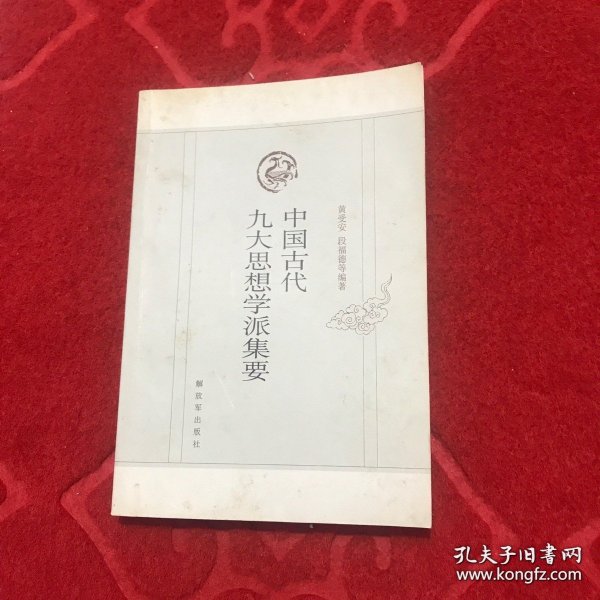 黄受安 段福德等编著
中国古代
九大思想学派集要
解放军出版社
孔夫子旧书网
www.kongfz.com